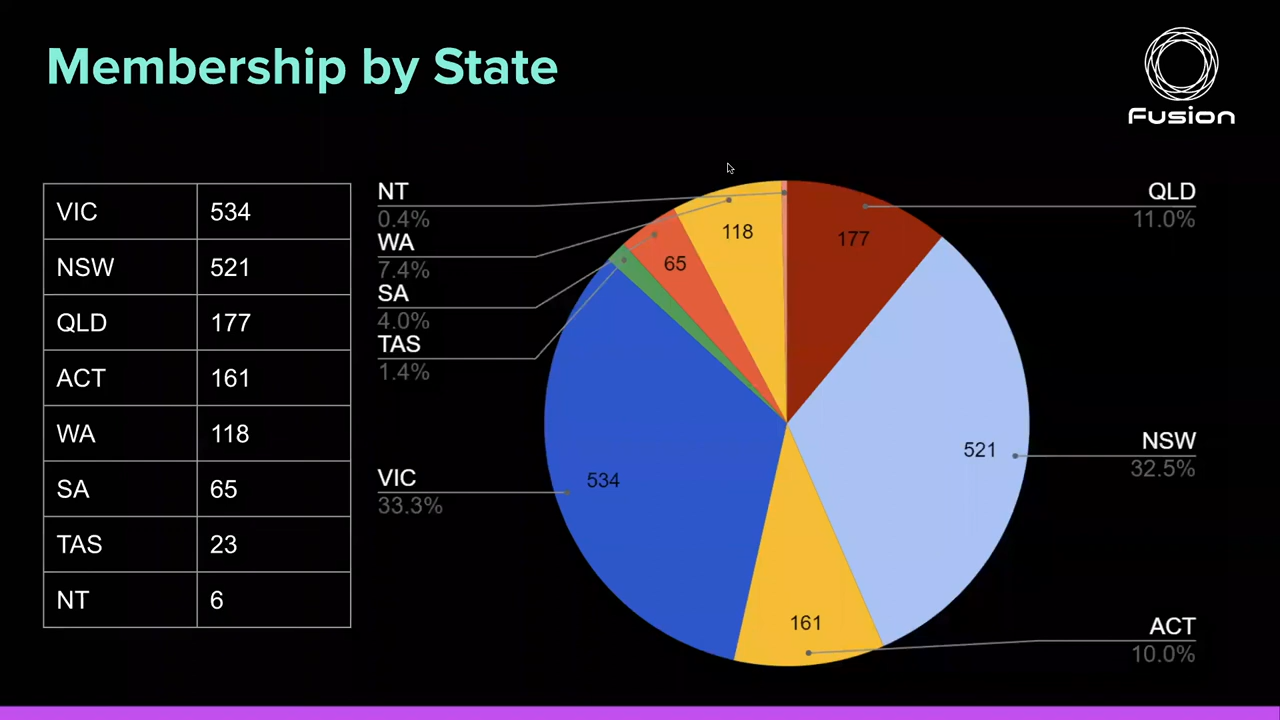 Membership by State
Fusion
VIC 534
NSW 521
QLD 177
ACT 161
WA 118
SA 65
TAS 23
NT 6
NT
0.4%
WA
7.4%
SA
4.0%
TAS
1.4%
VIC
33.3%
118
177
65
521
534
161
QLD
11.0%
NSW
32.5%
ACT
10.0%